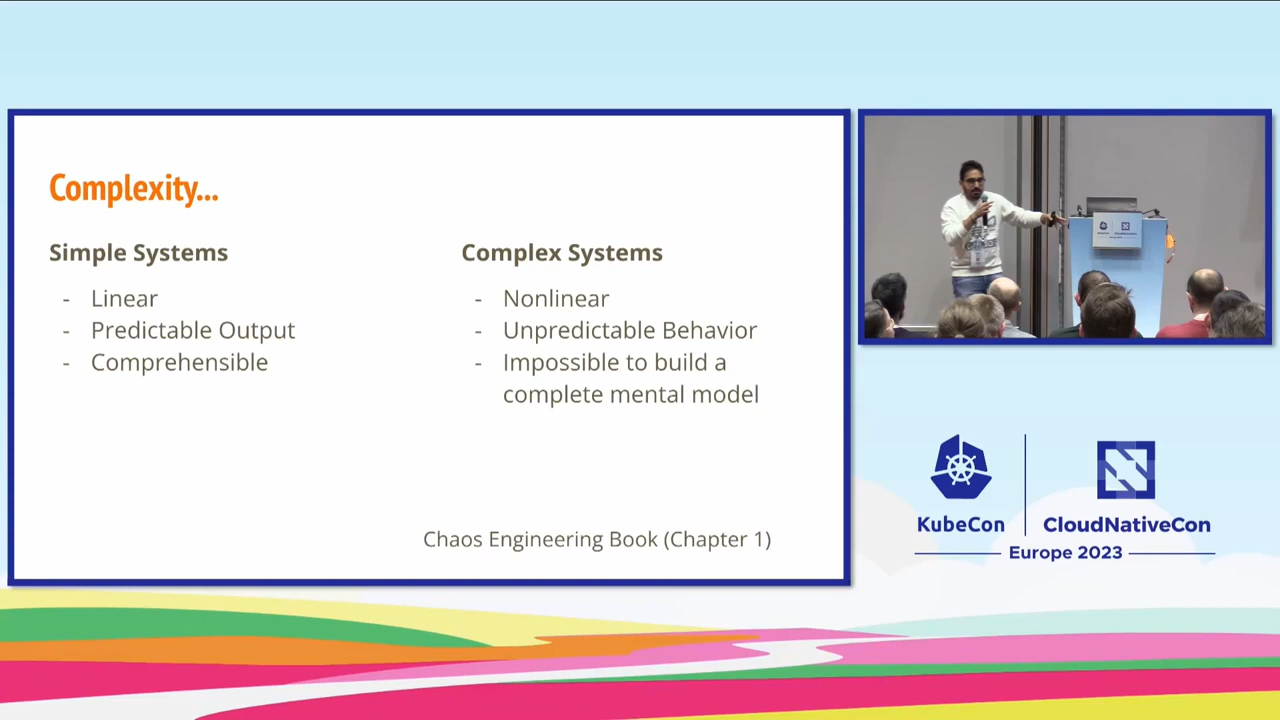 Complexity...
Simple Systems
- Linear
- Predictable Output
- Comprehensible
Complex Systems
- Nonlinear
- Unpredictable Behavior
- Impossible to build a
complete mental model
Chaos Engineering Book (Chapter 1)
KubeCon
CloudNativeCon
Europe 2023